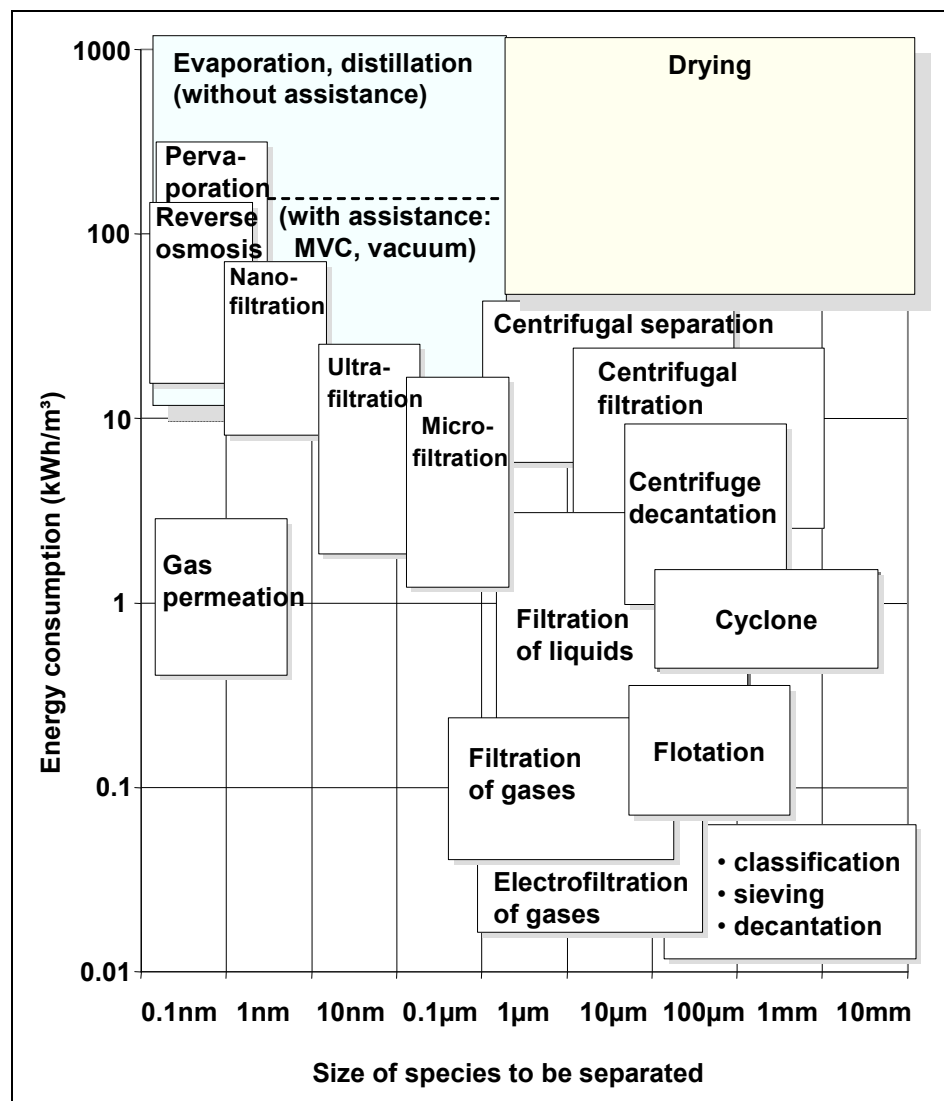 1000
100
10
1
0.1
0.01
Energy consumption (kWh/m³)
Evaporation, distillation
(without assistance)
Drying
Perva-
poration
Reverse
osmosis
(with assistance:
MVC, vacuum)
Nano-
filtration
Centrifugal separation
Ultra-
filtration
Centrifugal
filtration
Micro-
filtration
Centrifuge
decantation
Gas
permeation
Filtration
of liquids
Cyclone
Filtration
of gases
Flotation
Electrofiltration
of gases
• classification
• sieving
• decantation
0.1nm 1nm 10nm 0.1µm 1µm 10µm 100µm 1mm 10mm
Size of species to be separated